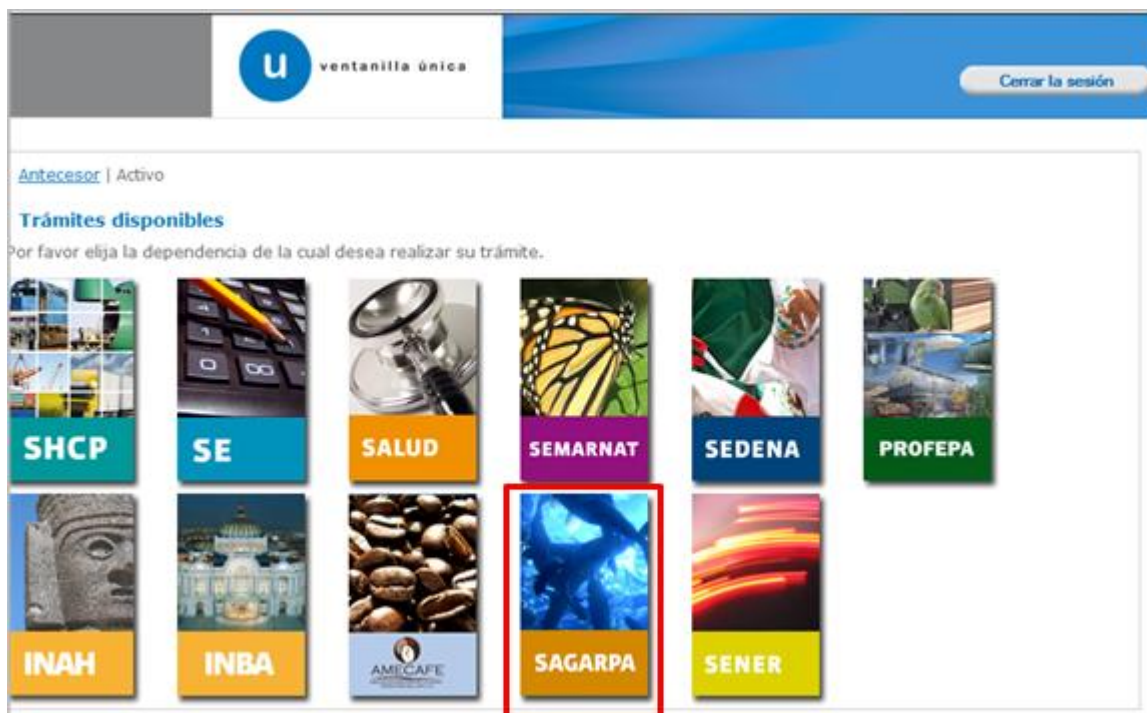 u ventanilla única
Cerrar la sesión
Antecesor | Activo
Trámites disponibles
Por favor elija la dependencia de la cual desea realizar su trámite.
SHCP
SE
SALUD
SEMARNAT
SEDENA
PROFEPA
INAH
INBA
AMECAFE
SAGARPA
SENER